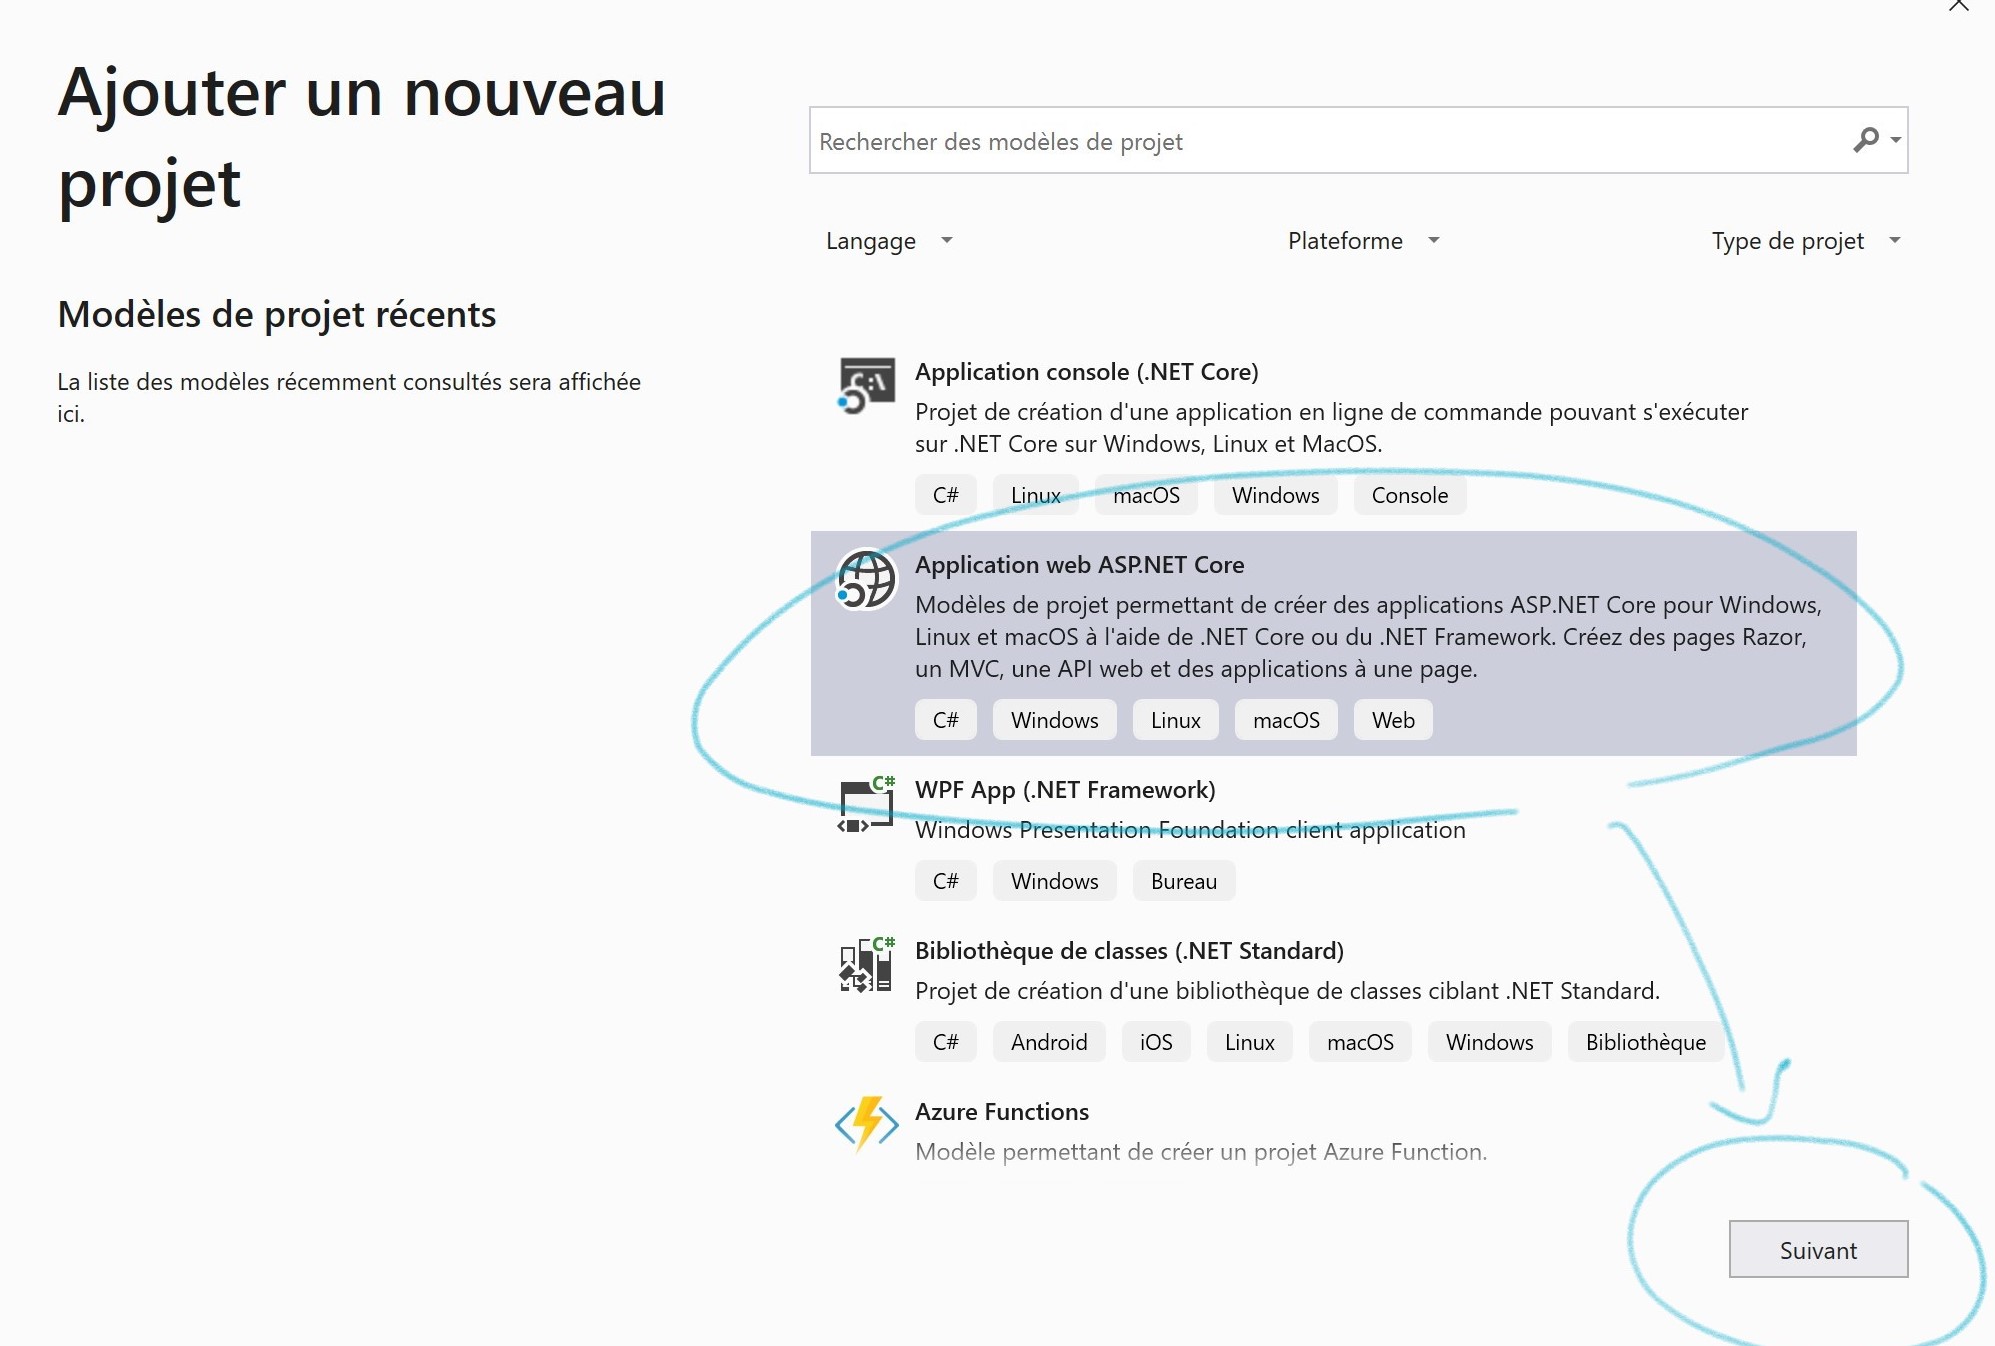 Ajouter un nouveau
projet
Modèles de projet récents
La liste des modèles récemment consultés sera affichée
ici.
Rechercher des modèles de projet
Langage
Plateforme
Type de projet
Application console (.NET Core)
Projet de création d'une application en ligne de commande pouvant s'exécuter
sur .NET Core sur Windows, Linux et MacOS.
C# Linux macOS Windows Console
Application web ASP.NET Core
Modèles de projet permettant de créer des applications ASP.NET Core pour Windows,
Linux et macOS à l'aide de .NET Core ou du .NET Framework. Créez des pages Razor,
un MVC, une API web et des applications à une page.
C# Windows Linux macOS Web
WPF App (.NET Framework)
Windows Presentation Foundation client application
C# Windows Bureau
Bibliothèque de classes (.NET Standard)
Projet de création d'une bibliothèque de classes ciblant .NET Standard.
C# Android iOS Linux macOS Windows Bibliothèque
Azure Functions
Modèle permettant de créer un projet Azure Function.
Suivant